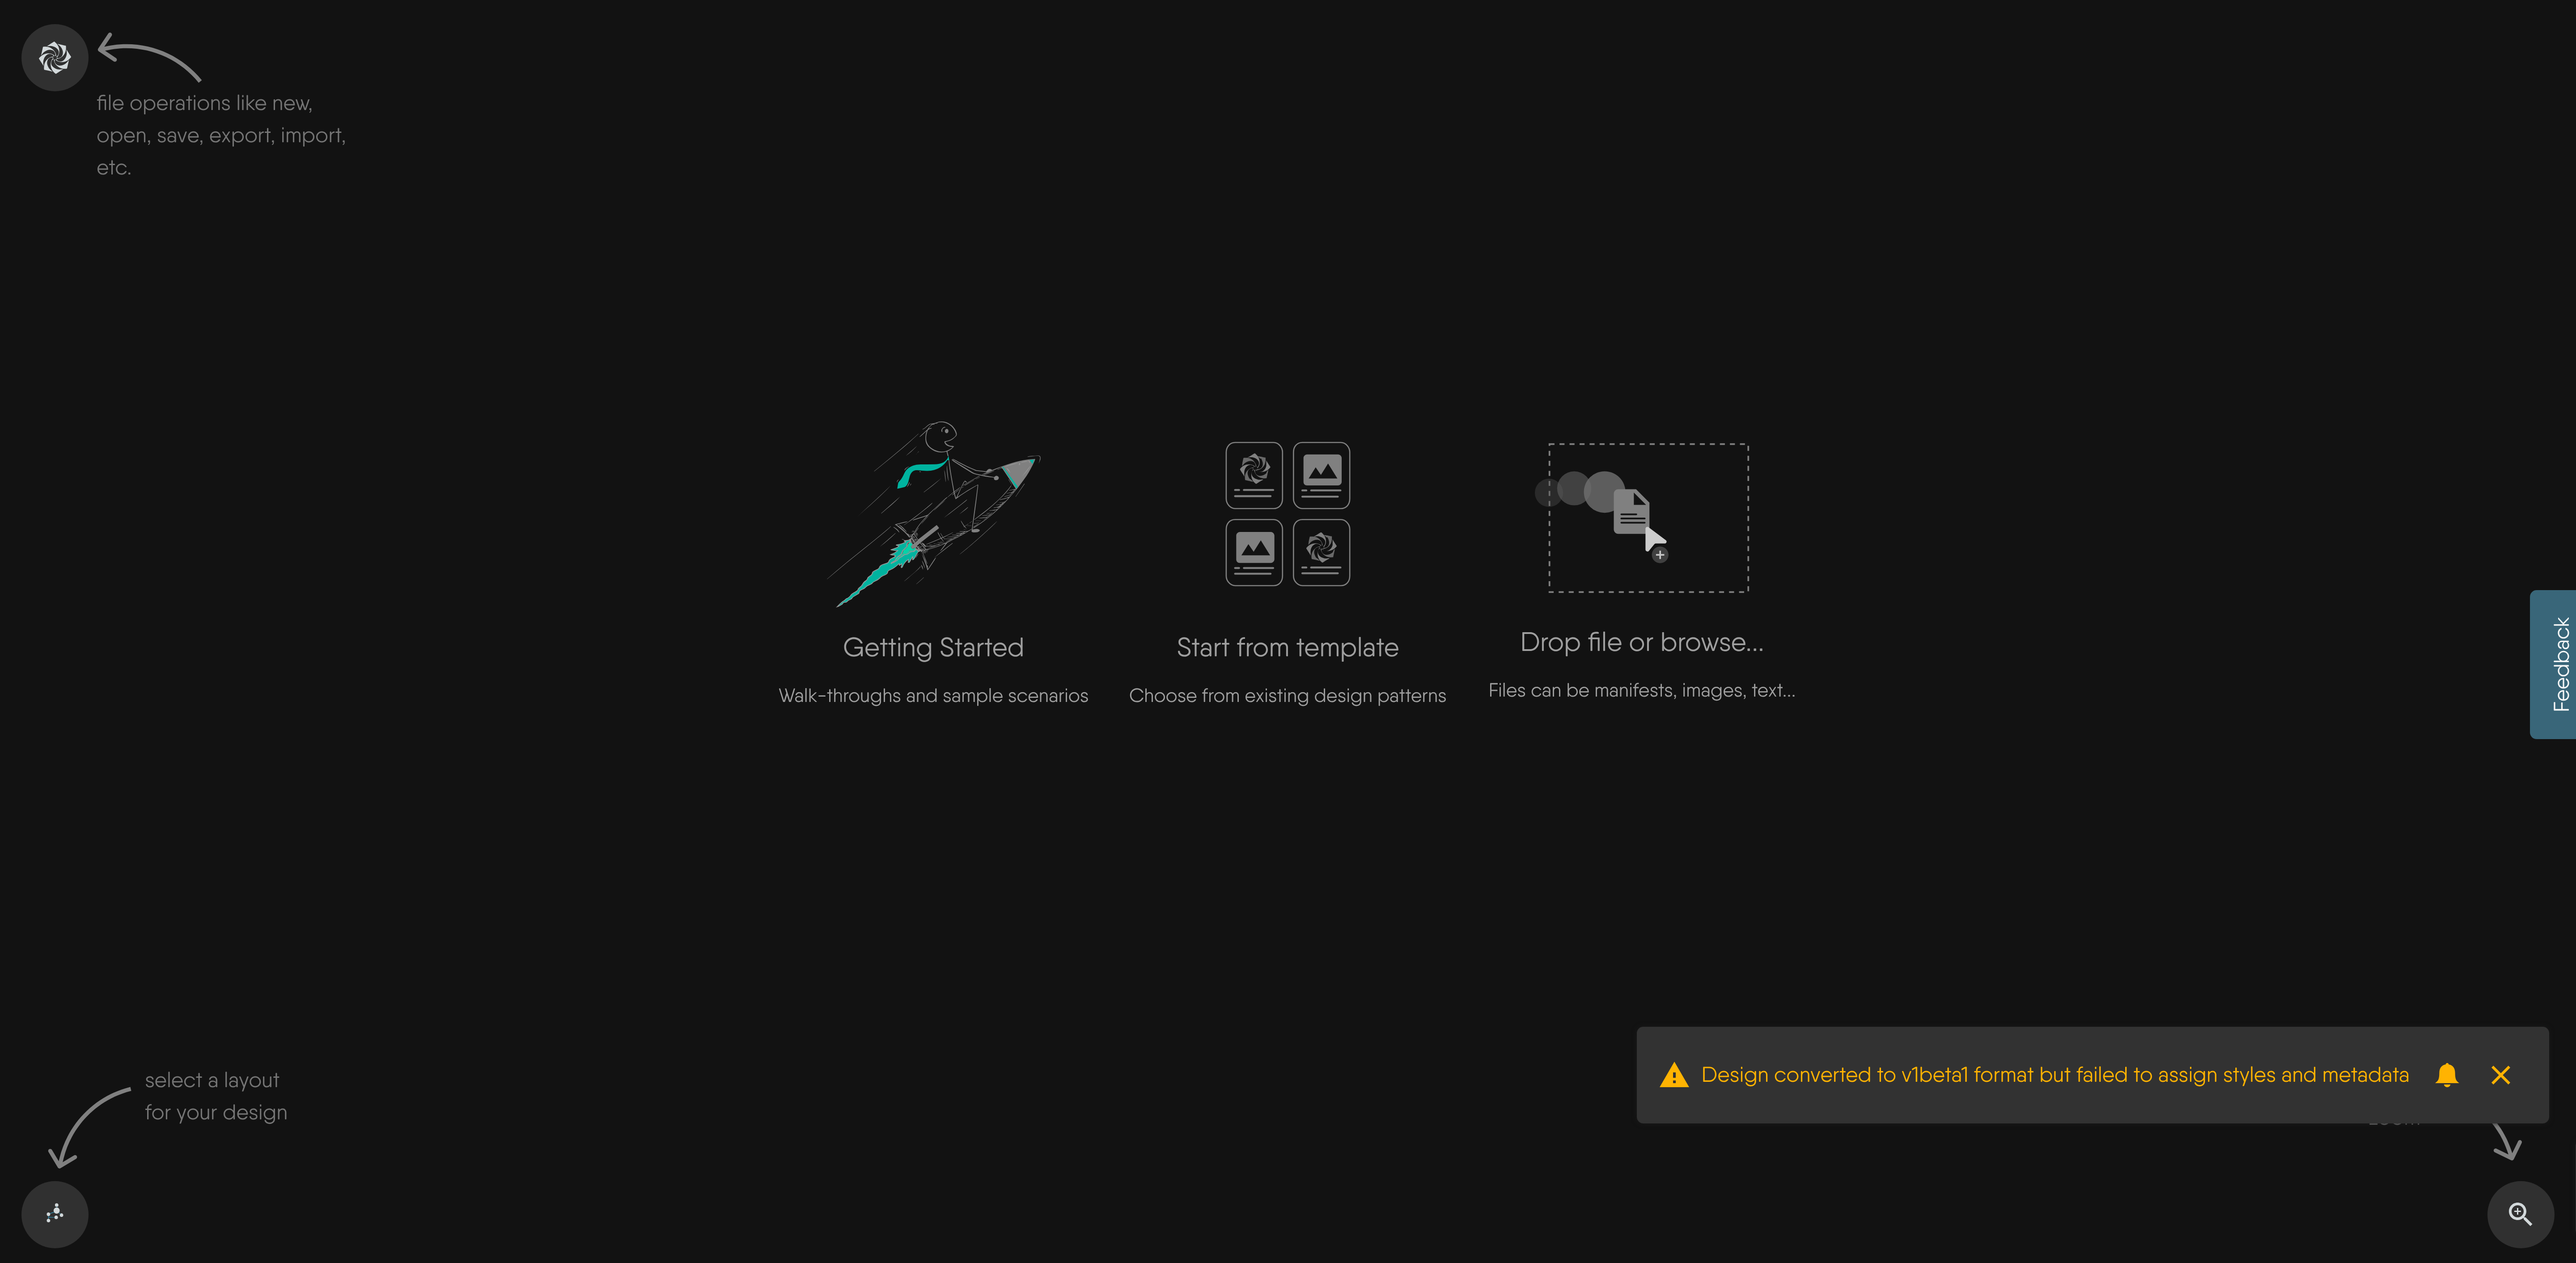 file operations like new,
open, save, export, import,
etc.
Getting Started
Walk-throughs and sample scenarios
Start from template
Choose from existing design patterns
Drop file or browse...
Files can be manifests, images, text...
Feedback
select a layout
for your design
Design converted to v1beta1 format but failed to assign styles and metadata